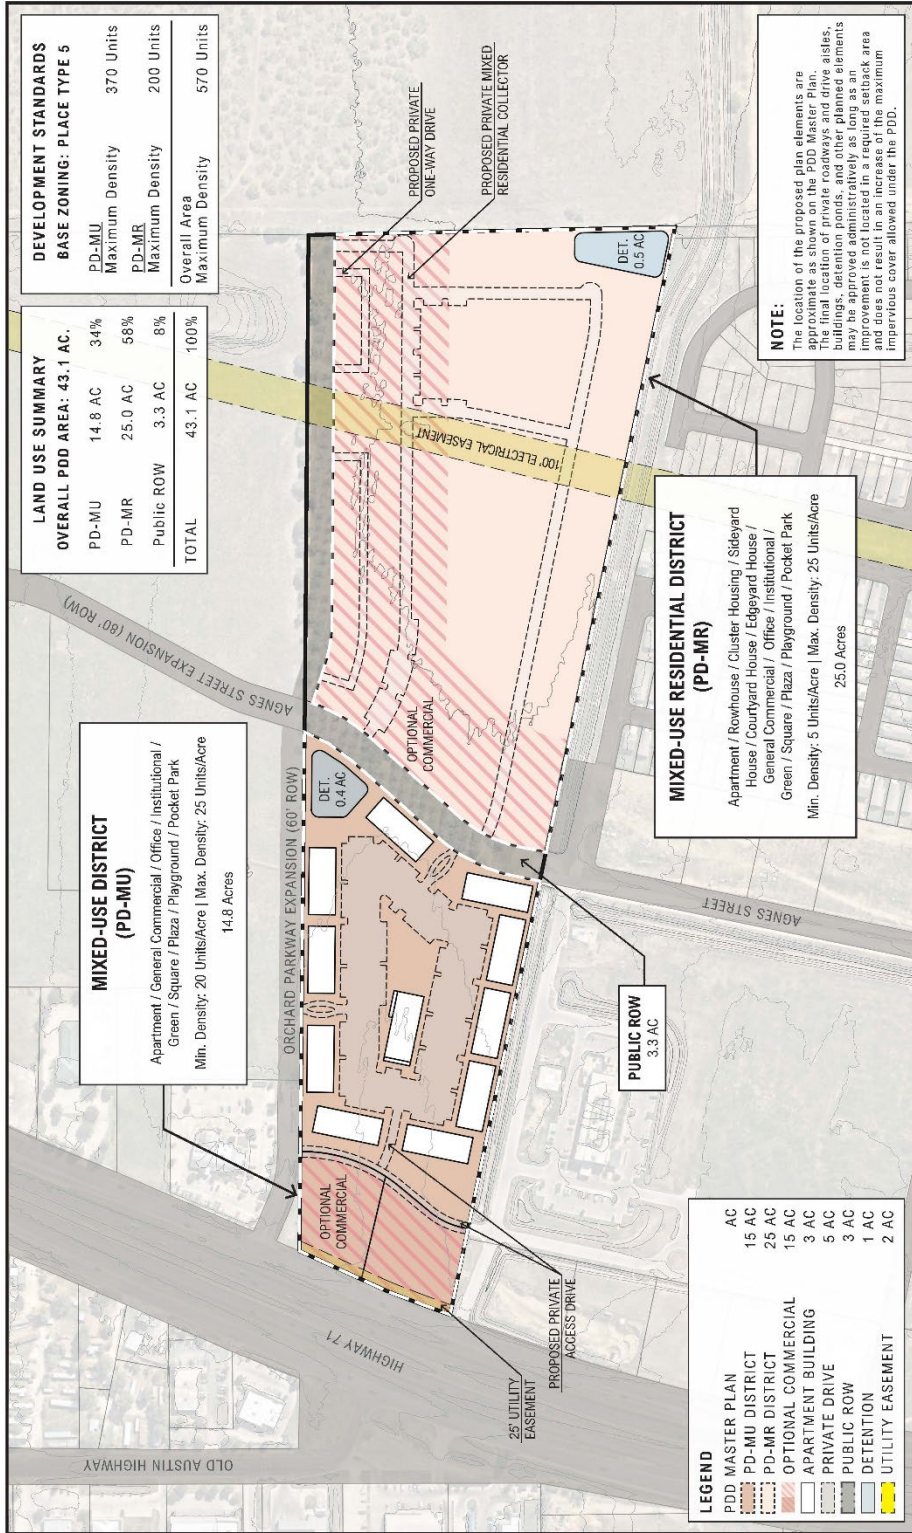 MIXED-USE DISTRICT
(PD-MU)
Apartment / General Commercial / Office / Institutional /
Green / Square / Plaza / Playground / Pocket Park
Min. Density: 20 Units/Acre | Max. Density: 25 Units/Acre
14.8 Acres
LAND USE SUMMARY
OVERALL PDD AREA: 43.1 AC.
PD-MU 14.8 AC 34%
PD-MR 25.0 AC 58%
Public ROW 3.3 AC 8%
TOTAL 43.1 AC 100%
DEVELOPMENT STANDARDS
BASE ZONING: PLACE TYPE 5
PD-MU
Maximum Density 370 Units
PD-MR
Maximum Density 200 Units
Overall Area
Maximum Density 570 Units
OLD AUSTIN HIGHWAY
HIGHWAY 71
ORCHARD PARKWAY EXPANSION (60' ROW)
AGNES STREET EXPANSION (80' ROW)
AGNES STREET
OPTIONAL
COMMERCIAL
DET.
0.4 AC
OPTIONAL
COMMERCIAL
100' ELECTRICAL EASEMENT
PROPOSED PRIVATE
ONE-WAY DRIVE
PROPOSED PRIVATE MIXED
RESIDENTIAL COLLECTOR
DET.
0.5 AC
25' UTILITY
EASEMENT
PROPOSED PRIVATE
ACCESS DRIVE
PUBLIC ROW
3.3 AC
LEGEND
PDD MASTER PLAN AC
PD-MU DISTRICT 15 AC
PD-MR DISTRICT 25 AC
OPTIONAL COMMERCIAL 15 AC
APARTMENT BUILDING 3 AC
PRIVATE DRIVE 5 AC
PUBLIC ROW 3 AC
DETENTION 1 AC
UTILITY EASEMENT 2 AC
MIXED-USE RESIDENTIAL DISTRICT
(PD-MR)
Apartment / Rowhouse / Cluster Housing / Sideyard
House / Courtyard House / Edgeyard House /
General Commercial / Office / Institutional /
Green / Square / Plaza / Playground / Pocket Park
Min. Density: 5 Units/Acre | Max. Density: 25 Units/Acre
25.0 Acres
NOTE:
The location of the proposed plan elements are
approximate as shown on the PDD Master Plan.
The final location of private roadways and drive aisles,
buildings, detention ponds, and other planned elements
may be approved administratively as long as an
improvement is not located in a required setback area
and does not result in an increase of the maximum
impervious cover allowed under the PDD.